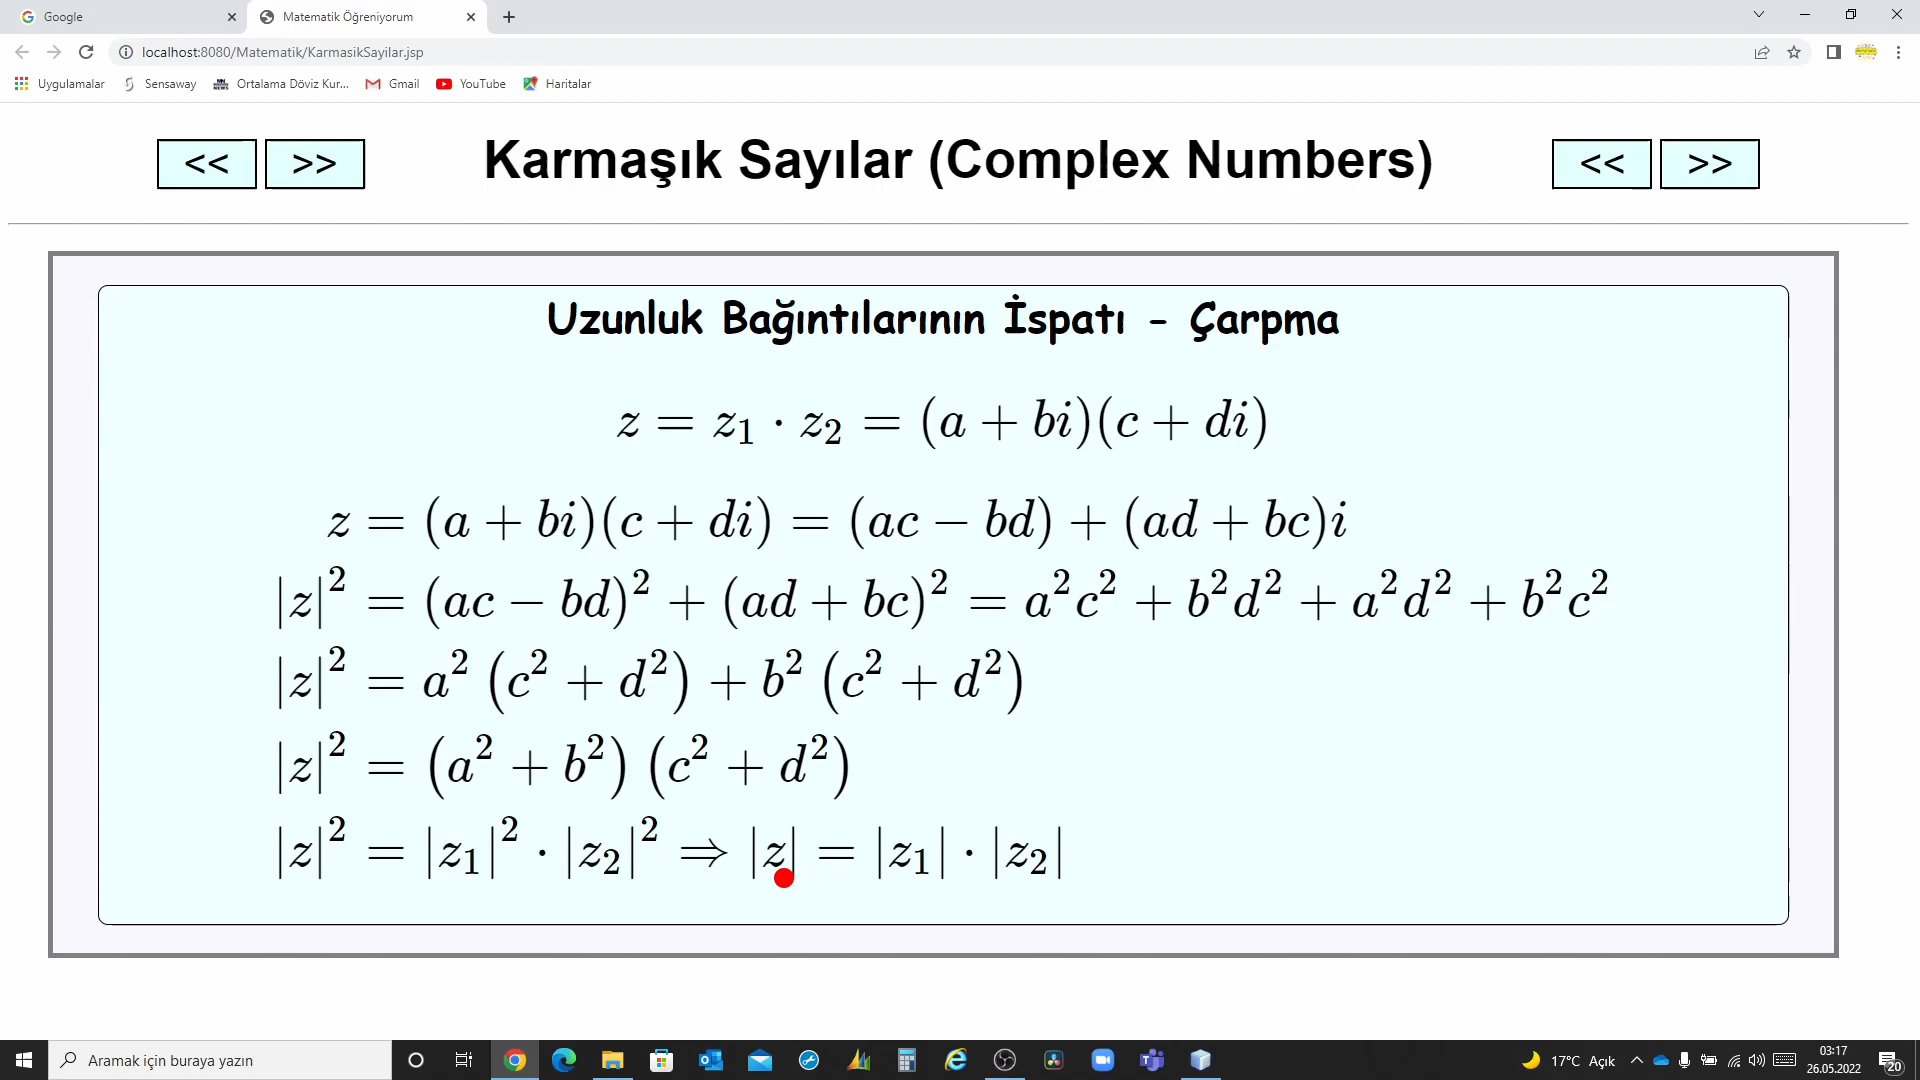 Google
Matematik Öğreniyorum
localhost:8080/Matematik/KarmasikSayilar.jsp
Uygulamalar Sensaway Ortalama Döviz Kur... Gmail YouTube Haritalar
<< >> Karmaşık Sayılar (Complex Numbers) << >>
Uzunluk Bağıntılarının İspatı - Çarpma
z = z₁ · z₂ = (a + bi)(c + di)
z = (a + bi)(c + di) = (ac − bd) + (ad + bc)i
|z|² = (ac − bd)² + (ad + bc)² = a²c² + b²d² + a²d² + b²c²
|z|² = a² (c² + d²) + b² (c² + d²)
|z|² = (a² + b²) (c² + d²)
|z|² = |z₁|² · |z₂|² ⇒ |z| = |z₁| · |z₂|
Aramak için buraya yazın
17°C Açık
03:17
26.05.2022
20